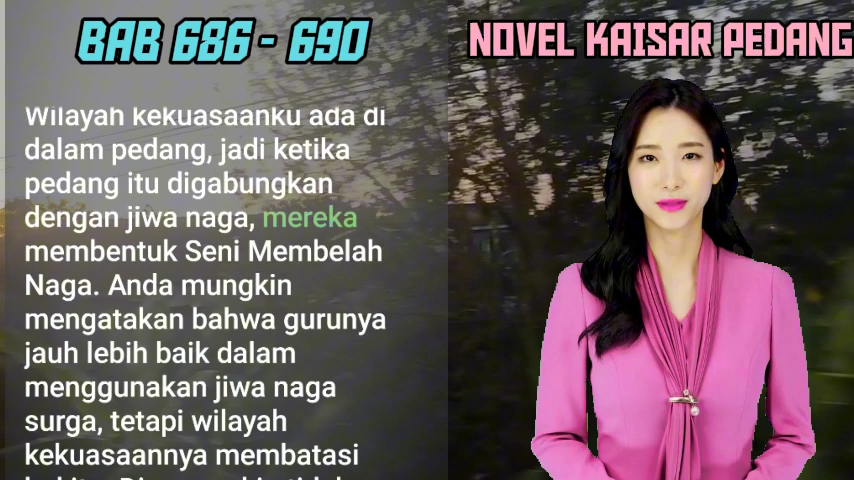 BAB 686 - 690
NOVEL KAISAR PEDANG
Wilayah kekuasaanku ada di
dalam pedang, jadi ketika
pedang itu digabungkan
dengan jiwa naga, mereka
membentuk Seni Membelah
Naga. Anda mungkin
mengatakan bahwa gurunya
jauh lebih baik dalam
menggunakan jiwa naga
surga, tetapi wilayah
kekuasaannya membatasi